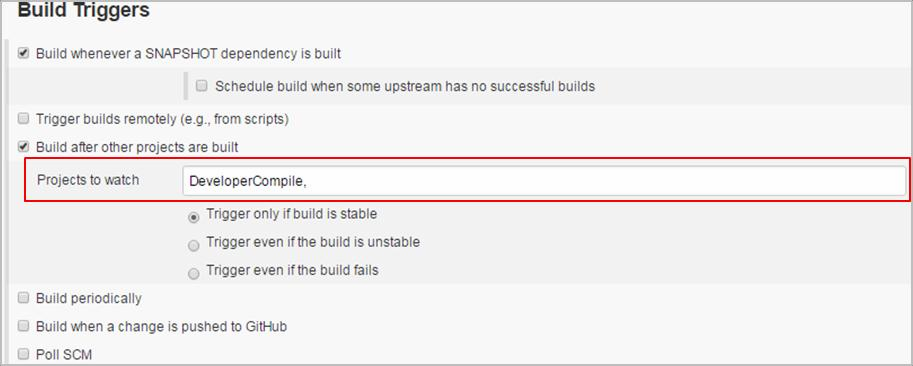 Build Triggers
Build whenever a SNAPSHOT dependency is built
Schedule build when some upstream has no successful builds
Trigger builds remotely (e.g., from scripts)
Build after other projects are built
Projects to watch DeveloperCompile,
Trigger only if build is stable
Trigger even if the build is unstable
Trigger even if the build fails
Build periodically
Build when a change is pushed to GitHub
Poll SCM